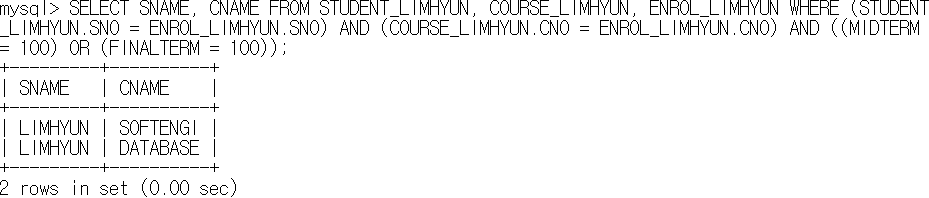 mysql> SELECT SNAME, CNAME FROM STUDENT_LIMHYUN, COURSE_LIMHYUN, ENROL_LIMHYUN WHERE (STUDENT
_LIMHYUN.SNO = ENROL_LIMHYUN.SNO) AND (COURSE_LIMHYUN.CNO = ENROL_LIMHYUN.CNO) AND ((MIDTERM
= 100) OR (FINALTERM = 100));
+---------+----------+
| SNAME   | CNAME    |
+---------+----------+
| LIMHYUN | SOFTENGI |
| LIMHYUN | DATABASE |
+---------+----------+
2 rows in set (0.00 sec)